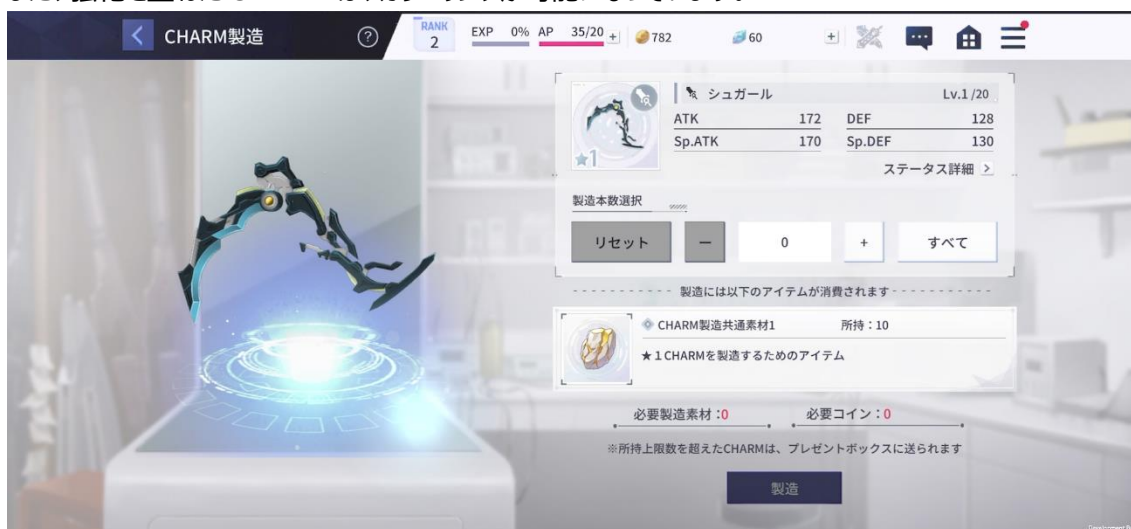 CHARM製造
?
RANK
2
EXP 0% AP 35/20 + 782 60 +
シュガール Lv.1/20
ATK 172 DEF 128
Sp.ATK 170 Sp.DEF 130
★1
ステータス詳細 >
製造本数選択
リセット － 0 + すべて
製造には以下のアイテムが消費されます
CHARM製造共通素材1 所持：10
★１CHARMを製造するためのアイテム
必要製造素材：0 必要コイン：0
※所持上限数を超えたCHARMは、プレゼントボックスに送られます
製造